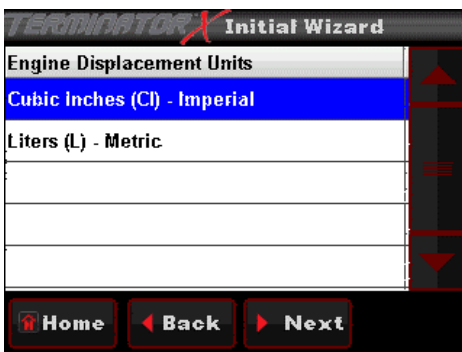 TERMINATOR X Initial Wizard
Engine Displacement Units
Cubic Inches (CI) - Imperial
Liters (L) - Metric
Home Back Next